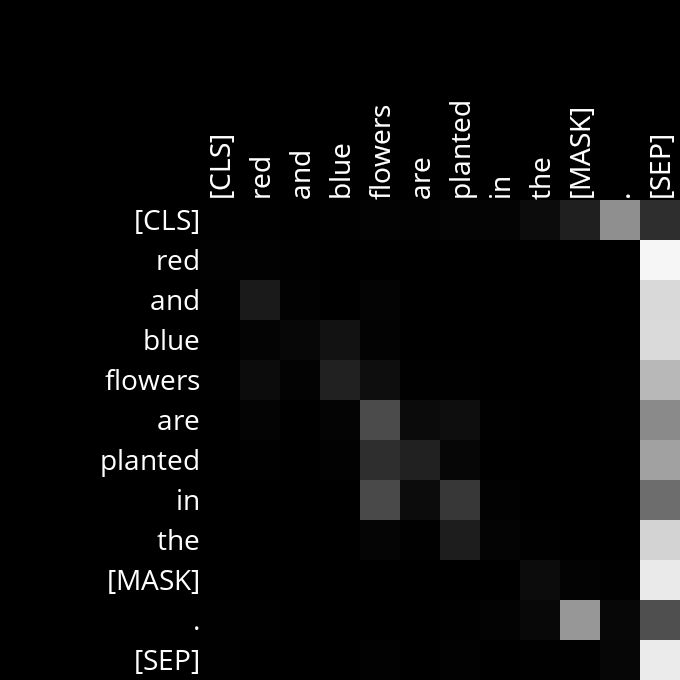 [CLS] red and blue flowers are planted in the [MASK] . [SEP]
[CLS]
red
and
blue
flowers
are
planted
in
the
[MASK]
.
[SEP]